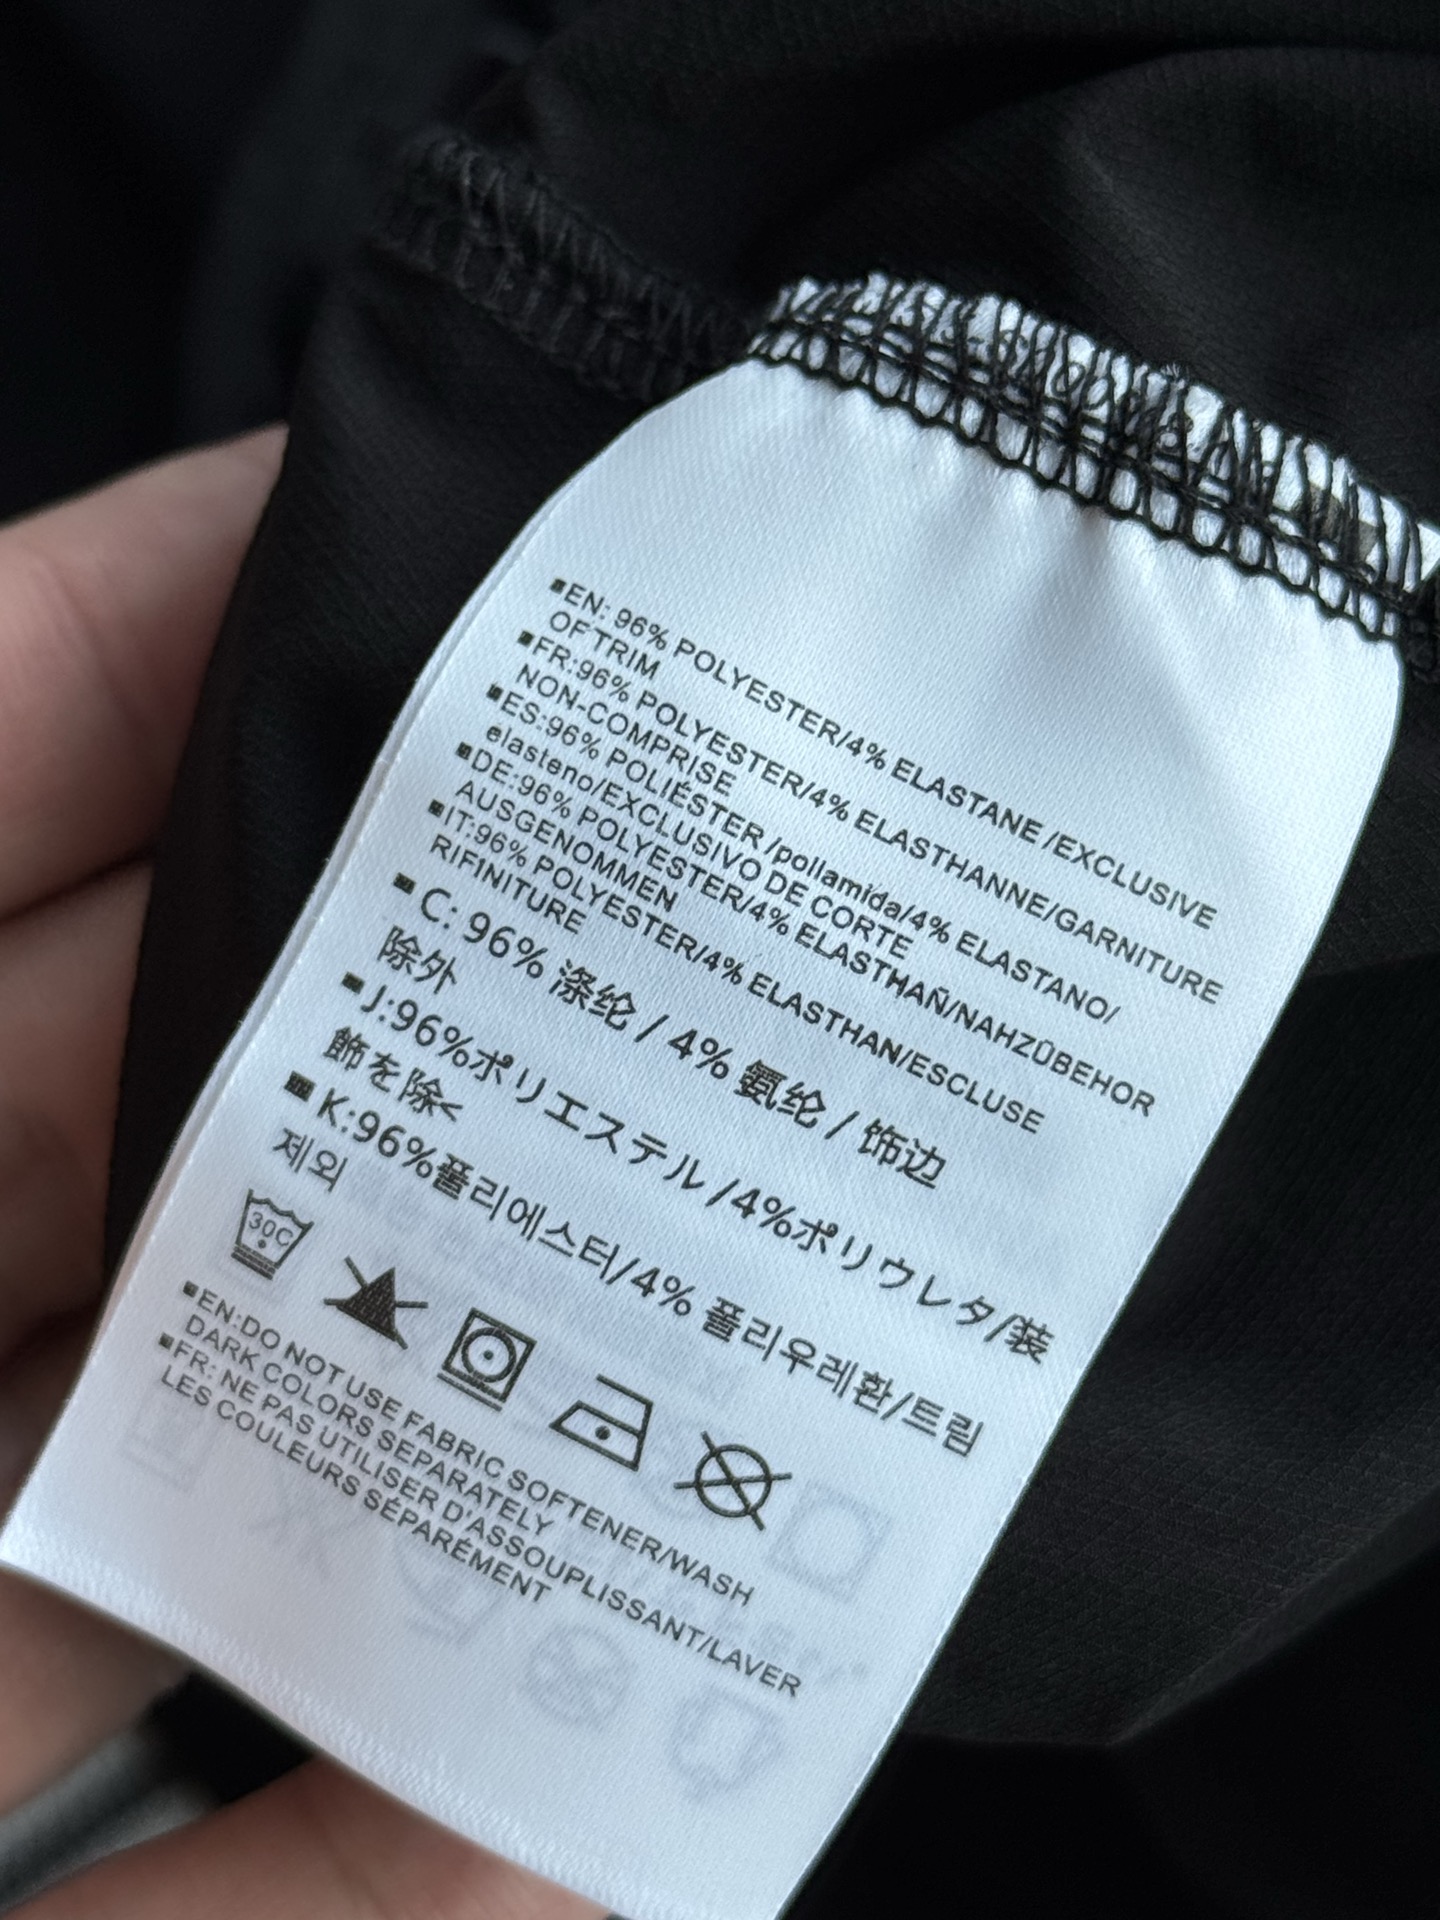 ■EN: 96% POLYESTER/4% ELASTANE /EXCLUSIVE
OF TRIM
■FR:96% POLYESTER/4% ELASTHANNE/GARNITURE
NON-COMPRISE
■ES:96% POLIÉSTER /pollamida/4% ELASTANO/
elasteno/EXCLUSIVO DE CORTE
■DE:96% POLYESTER/4% ELASTHAÑ/NAHZŪBEHOR
AUSGENOMMEN
■IT:96% POLYESTER/4% ELASTHAN/ESCLUSE
RIF1NITURE
■C: 96% 涤纶 / 4% 氨纶 / 饰边
除外
■J:96%ポリエステル/4%ポリウレタ/装
飾を除<
■K:96%폴리에스터/4% 폴리우레환/트림
제외
30C
■EN:DO NOT USE FABRIC SOFTENER/WASH
DARK COLORS SEPARATELY
■FR: NE PAS UTILISER D'ASSOUPLISSANT/LAVER
LES COULEURS SÉPARÉMENT